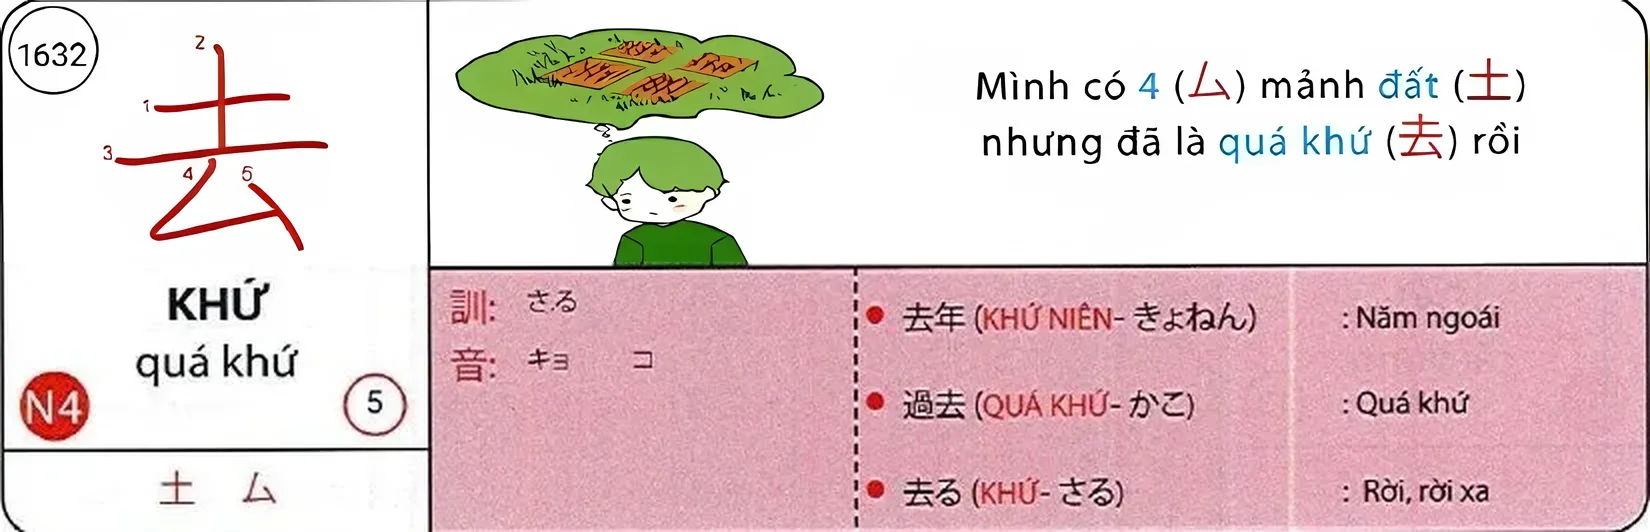 1632
1
2
3
4
5
KHỨ
quá khứ
N4
5
土 ム
Mình có 4 (ム) mảnh đất (土)
nhưng đã là quá khứ (去) rồi
訓: さる
音: キョ コ
去年 (KHỨ NIÊN- きょねん) : Năm ngoái
過去 (QUÁ KHỨ- かこ) : Quá khứ
去る (KHỨ- さる) : Rời, rời xa